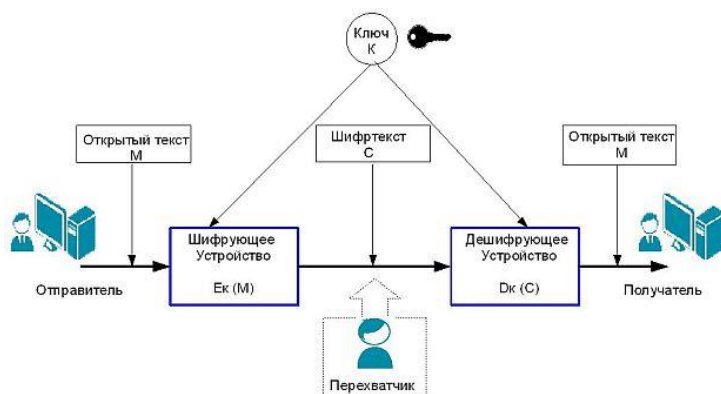 Ключ
К
Открытый текст
М
Шифртекст
С
Открытый текст
М
Шифрующее
Устройство
Ек (М)
Дешифрующее
Устройство
Dк (С)
Отправитель
Получатель
Перехватчик